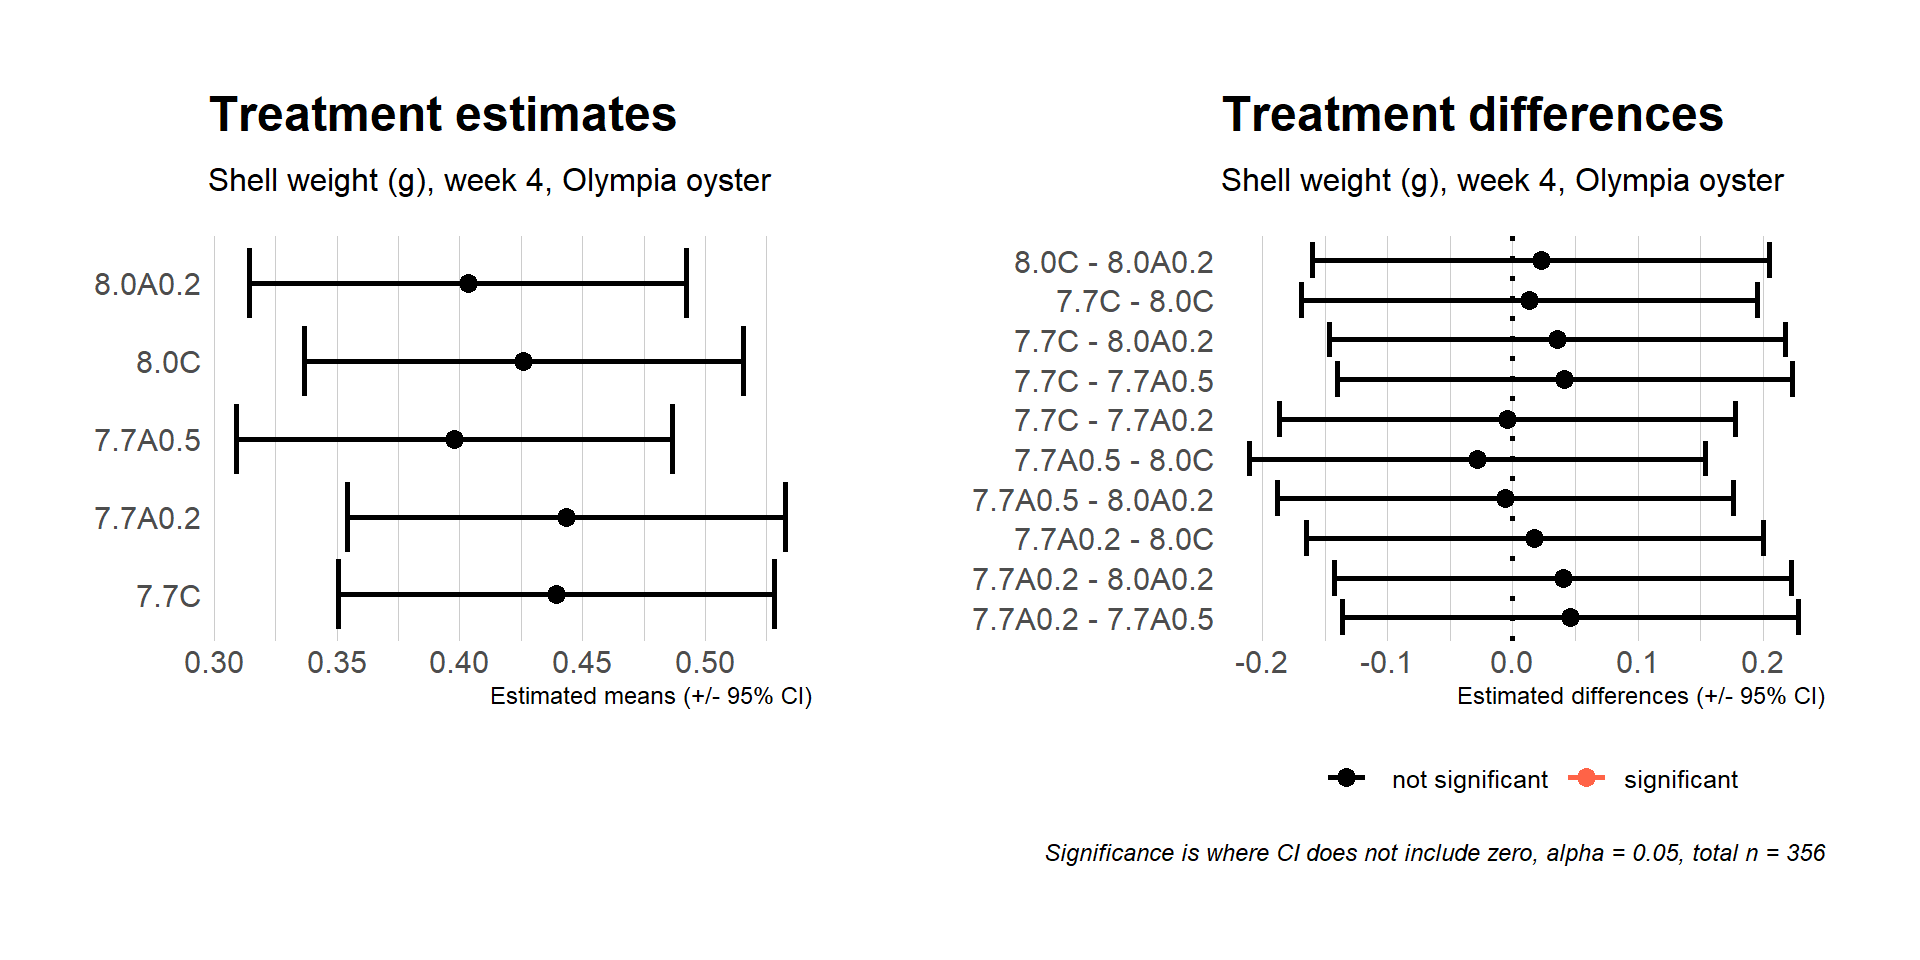 Treatment estimates
Shell weight (g), week 4, Olympia oyster
8.0A0.2
8.0C
7.7A0.5
7.7A0.2
7.7C
0.30 0.35 0.40 0.45 0.50
Estimated means (+/- 95% CI)
Treatment differences
Shell weight (g), week 4, Olympia oyster
8.0C - 8.0A0.2
7.7C - 8.0C
7.7C - 8.0A0.2
7.7C - 7.7A0.5
7.7C - 7.7A0.2
7.7A0.5 - 8.0C
7.7A0.5 - 8.0A0.2
7.7A0.2 - 8.0C
7.7A0.2 - 8.0A0.2
7.7A0.2 - 7.7A0.5
-0.2 -0.1 0.0 0.1 0.2
Estimated differences (+/- 95% CI)
not significant significant
Significance is where CI does not include zero, alpha = 0.05, total n = 356